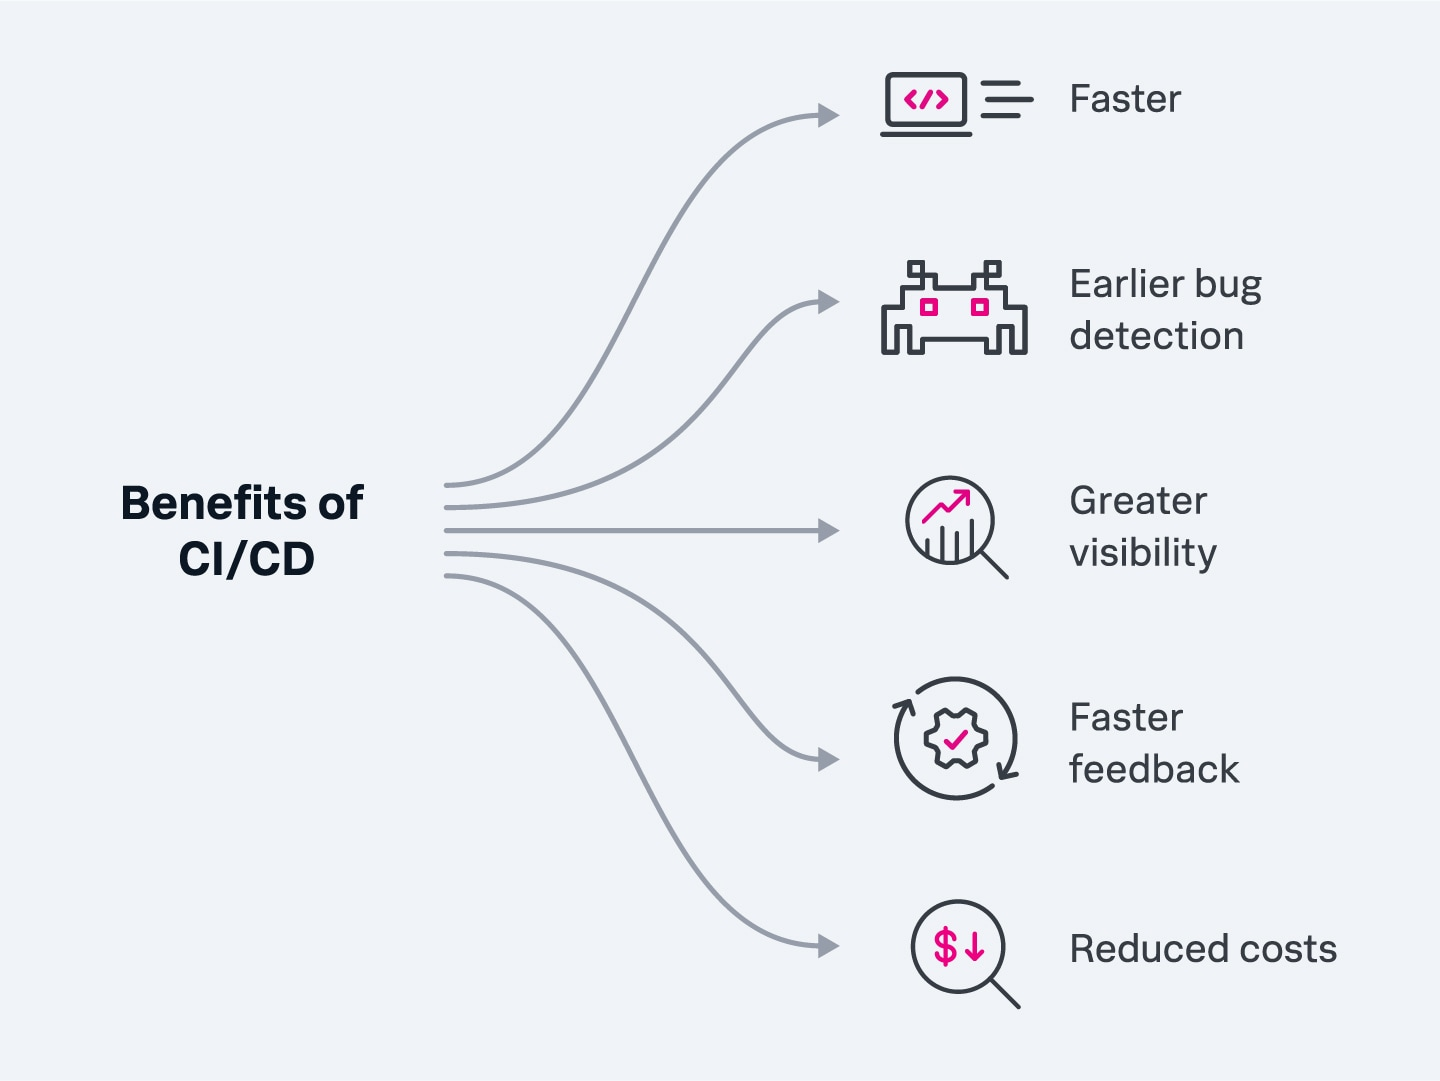 Benefits of
CI/CD
</>
Faster
Earlier bug
detection
Greater
visibility
Faster
feedback
$
Reduced costs